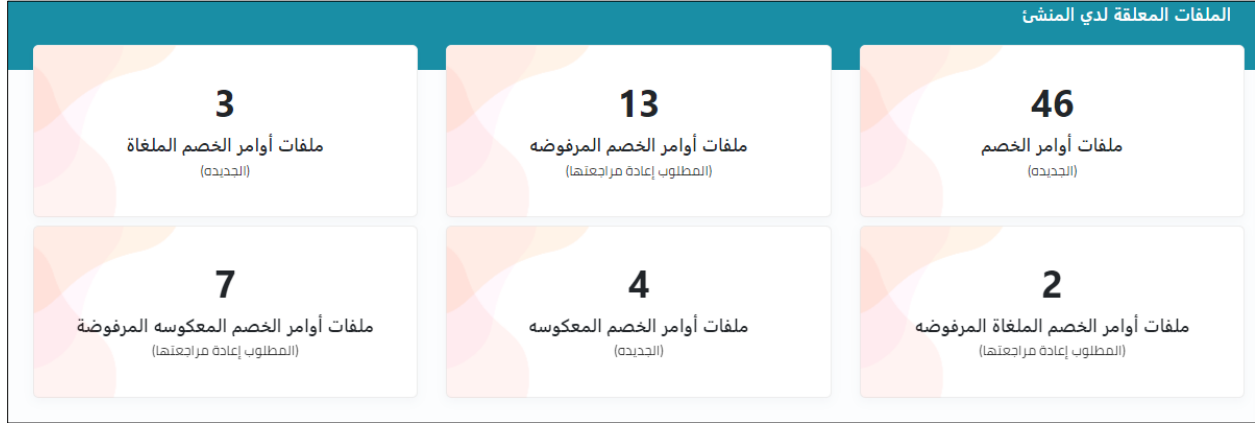 الملفات المعلقة لدي المنشئ
46
ملفات أوامر الخصم
(الجديده)
13
ملفات أوامر الخصم المرفوضه
(المطلوب إعادة مراجعتها)
3
ملفات أوامر الخصم الملغاة
(الجديده)
2
ملفات أوامر الخصم الملغاة المرفوضه
(المطلوب إعادة مراجعتها)
4
ملفات أوامر الخصم المعكوسه
(الجديده)
7
ملفات أوامر الخصم المعكوسه المرفوضة
(المطلوب إعادة مراجعتها)